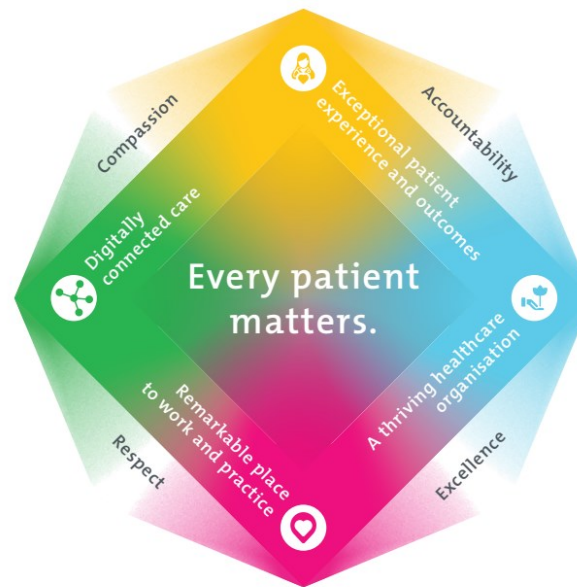 Compassion
Accountability
Exceptional patient
experience and outcomes
Digitally
connected care
Every patient
matters.
A thriving healthcare
organisation
Remarkable place
to work and practice
Respect
Excellence